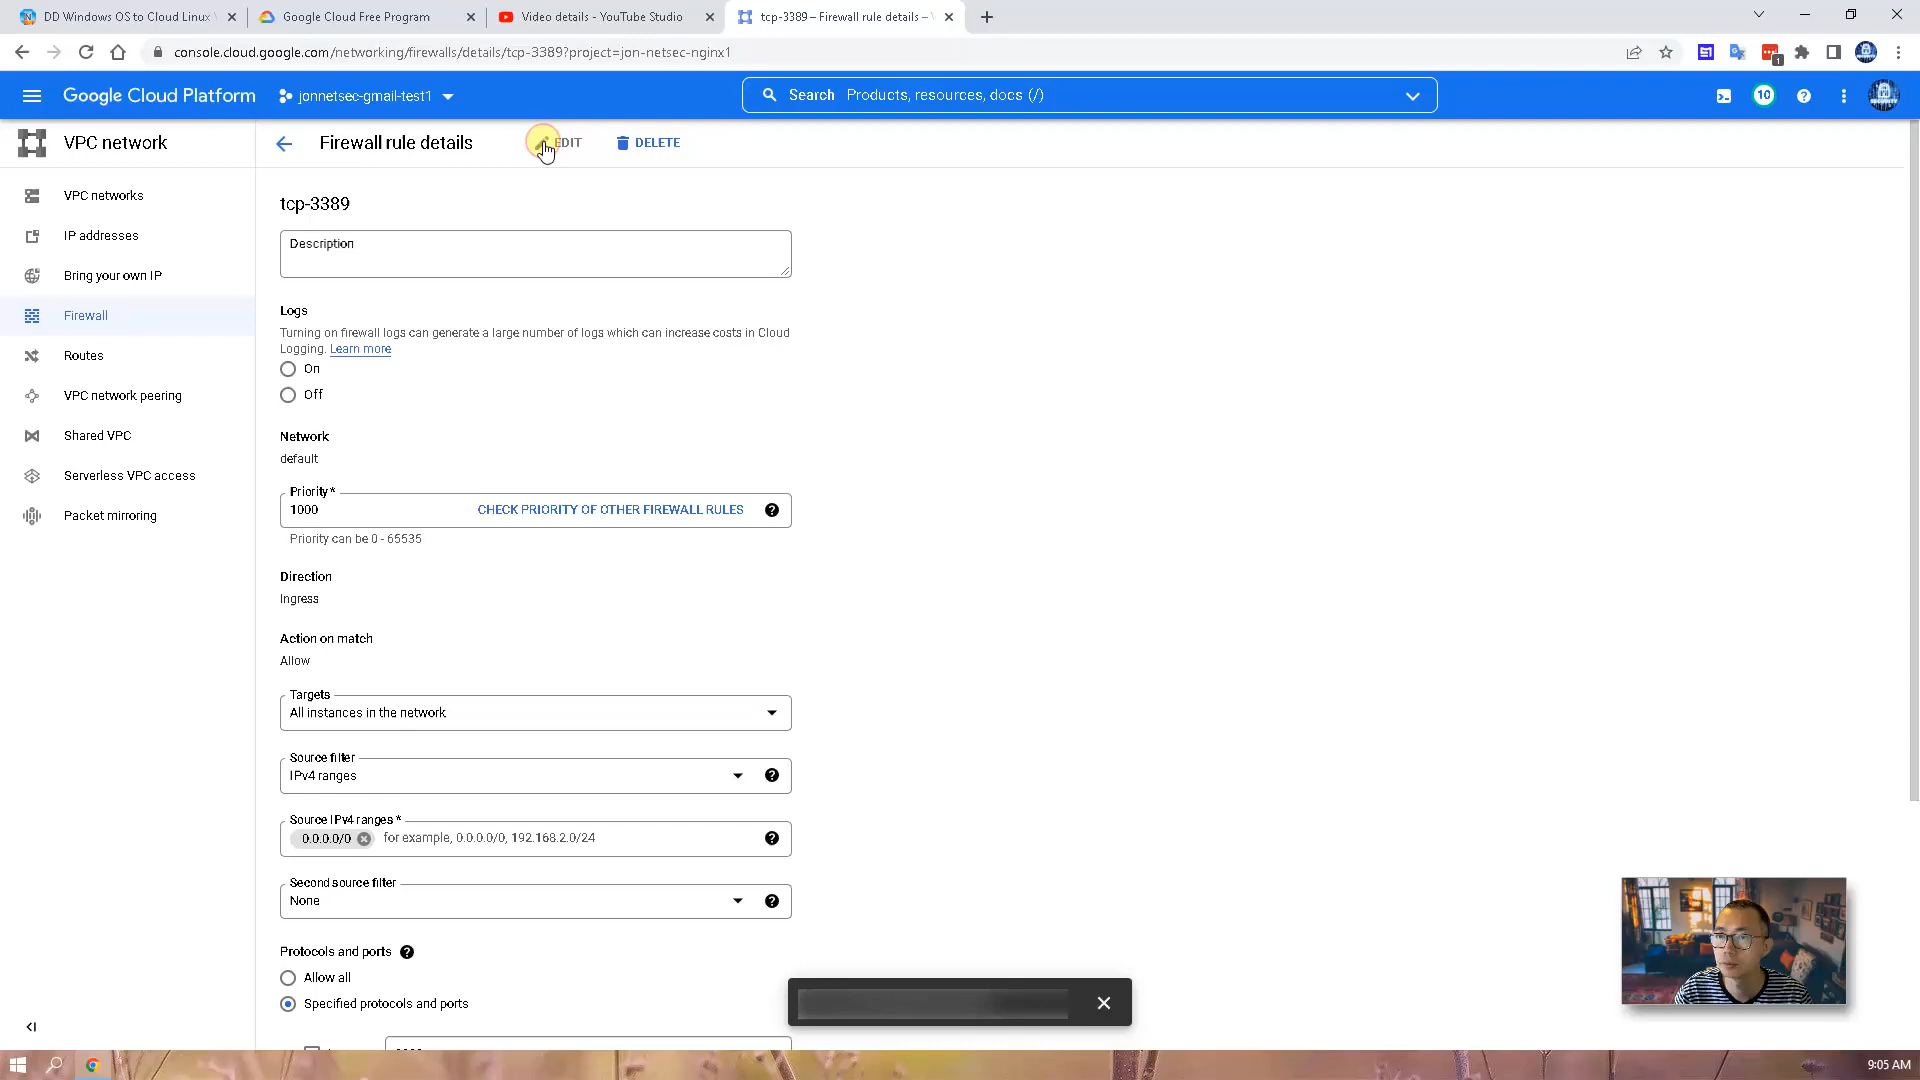 DD Windows OS to Cloud Linux
Google Cloud Free Program
Video details - YouTube Studio
tcp-3389 – Firewall rule details –
console.cloud.google.com/networking/firewalls/details/tcp-3389?project=jon-netsec-nginx1
1
Google Cloud Platform
jonnetsec-gmail-test1
Search Products, resources, docs (/)
10
VPC network
Firewall rule details
EDIT
DELETE
VPC networks
IP addresses
Bring your own IP
Firewall
Routes
VPC network peering
Shared VPC
Serverless VPC access
Packet mirroring
tcp-3389
Description
Logs
Turning on firewall logs can generate a large number of logs which can increase costs in Cloud
Logging. Learn more
On
Off
Network
default
Priority *
1000
CHECK PRIORITY OF OTHER FIREWALL RULES
Priority can be 0 - 65535
Direction
Ingress
Action on match
Allow
Targets
All instances in the network
Source filter
IPv4 ranges
Source IPv4 ranges *
0.0.0.0/0
for example, 0.0.0.0/0, 192.168.2.0/24
Second source filter
None
Protocols and ports
Allow all
Specified protocols and ports
9:05 AM